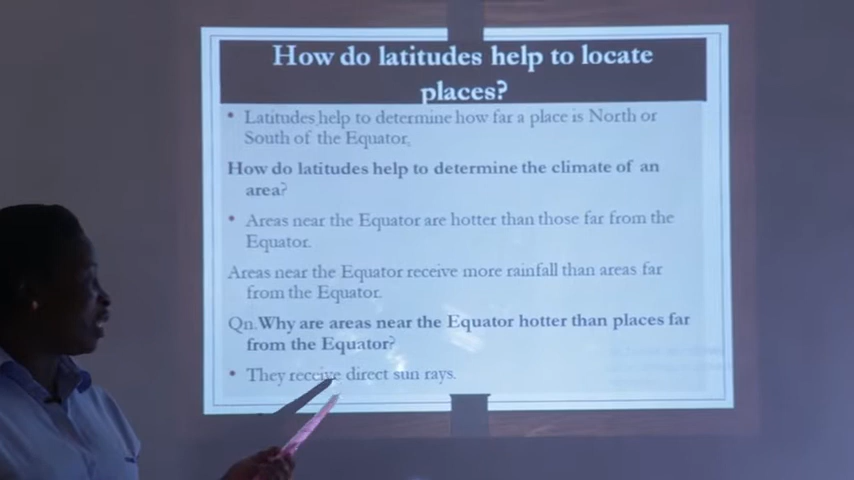 How do latitudes help to locate
places?
• Latitudes help to determine how far a place is North or
South of the Equator.
How do latitudes help to determine the climate of an
area?
• Areas near the Equator are hotter than those far from the
Equator.
Areas near the Equator receive more rainfall than areas far
from the Equator.
Qn.Why are areas near the Equator hotter than places far
from the Equator?
• They receive direct sun rays.